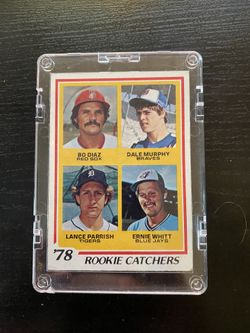 BO DIAZ DALE MURPHY
RED SOX BRAVES
LANCE PARRISH ERNIE WHITT
TIGERS BLUE JAYS
'78 ROOKIE CATCHERS